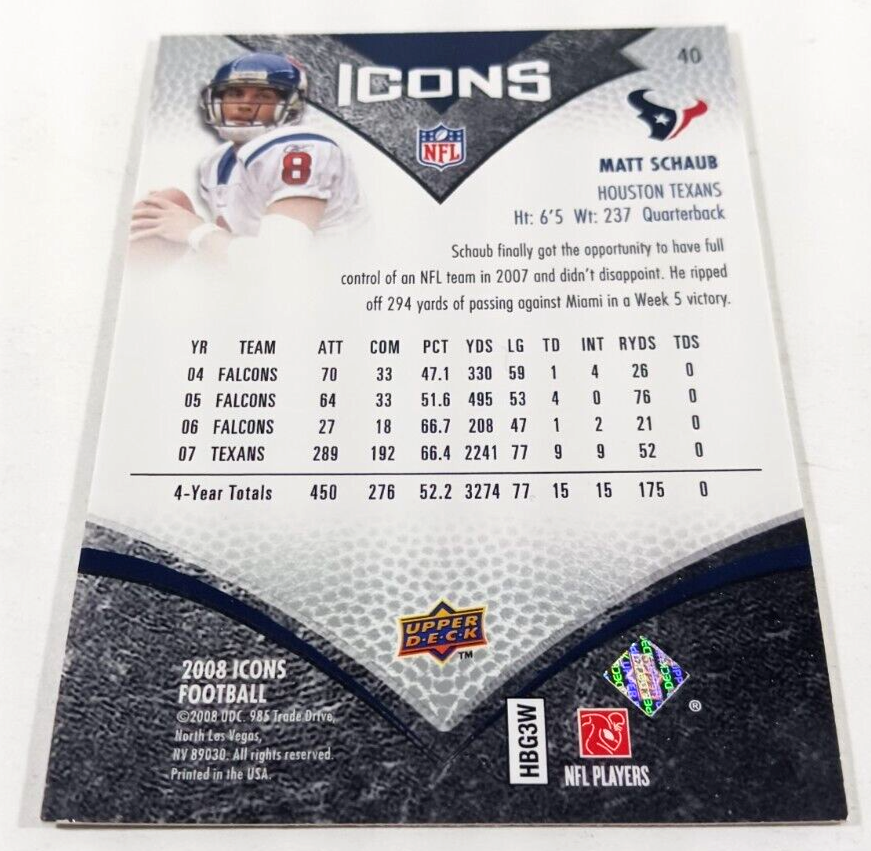 40
ICONS
NFL
8
MATT SCHAUB
HOUSTON TEXANS
Ht: 6'5 Wt: 237 Quarterback
Schaub finally got the opportunity to have full
control of an NFL team in 2007 and didn't disappoint. He ripped
off 294 yards of passing against Miami in a Week 5 victory.
YR TEAM ATT COM PCT YDS LG TD INT RYDS TDS
04 FALCONS 70 33 47.1 330 59 1 4 26 0
05 FALCONS 64 33 51.6 495 53 4 0 76 0
06 FALCONS 27 18 66.7 208 47 1 2 21 0
07 TEXANS 289 192 66.4 2241 77 9 9 52 0
4-Year Totals 450 276 52.2 3274 77 15 15 175 0
UPPER
D·E·C·K
TM
2008 ICONS
FOOTBALL
©2008 UDC. 985 Trade Drive,
North Las Vegas,
NV 89030. All rights reserved.
Printed in the USA.
HBG3W
NFL PLAYERS
®